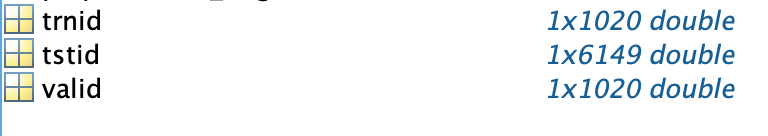 trnid 1x1020 double
tstid 1x6149 double
valid 1x1020 double